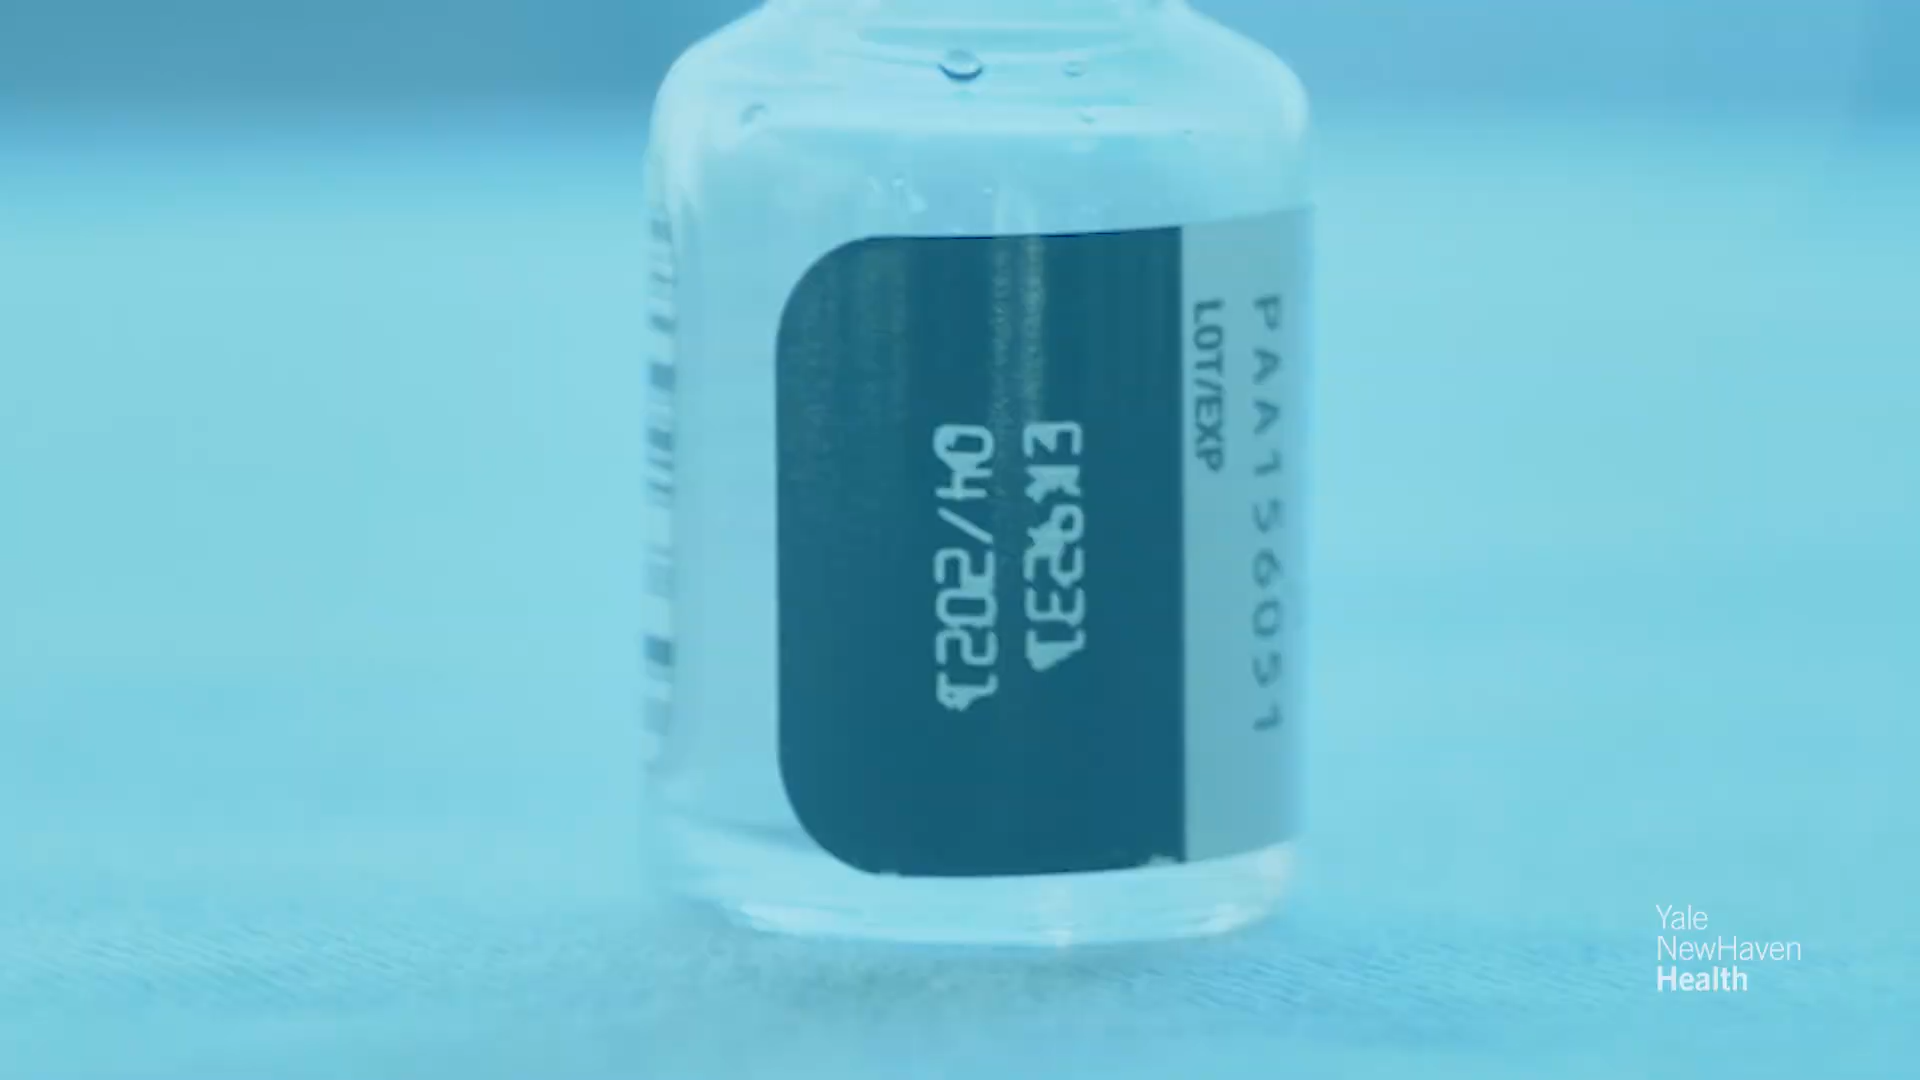 PAA156051
LOT/EXP
EK9231
04/2021
Yale
NewHaven
Health